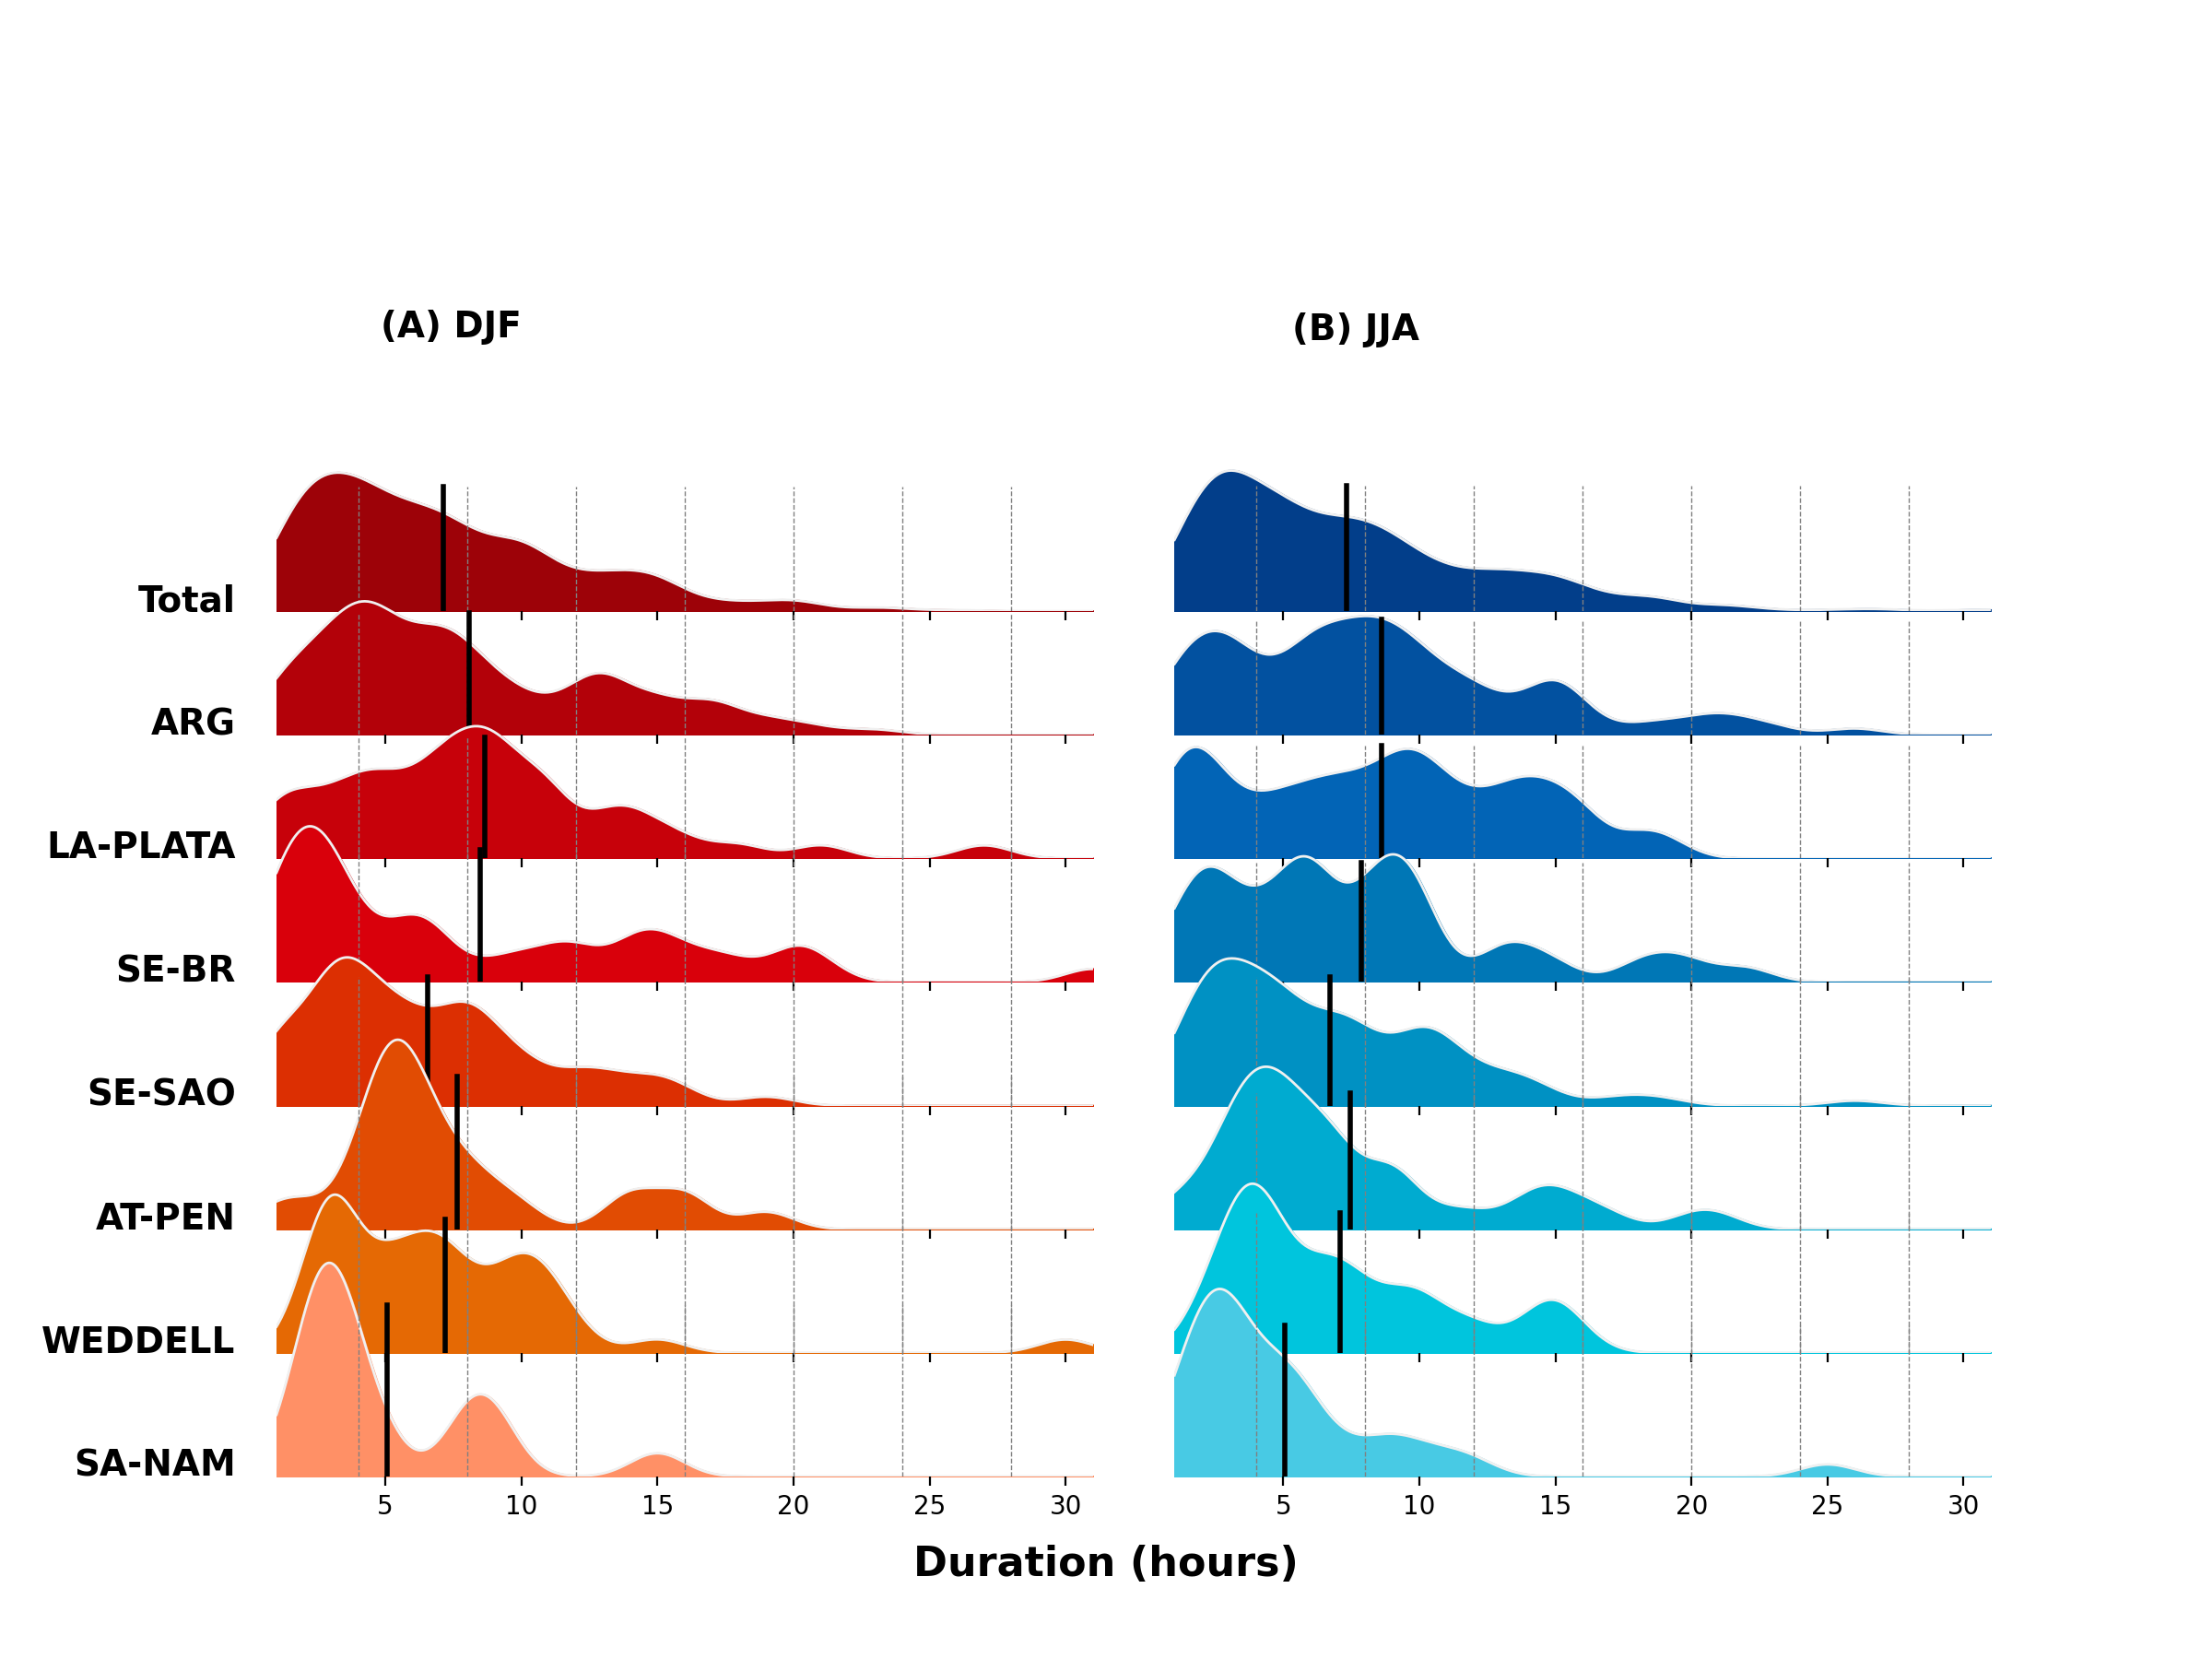 (A) DJF
(B) JJA
Total
ARG
LA-PLATA
SE-BR
SE-SAO
AT-PEN
WEDDELL
SA-NAM
5 10 15 20 25 30
5 10 15 20 25 30
Duration (hours)